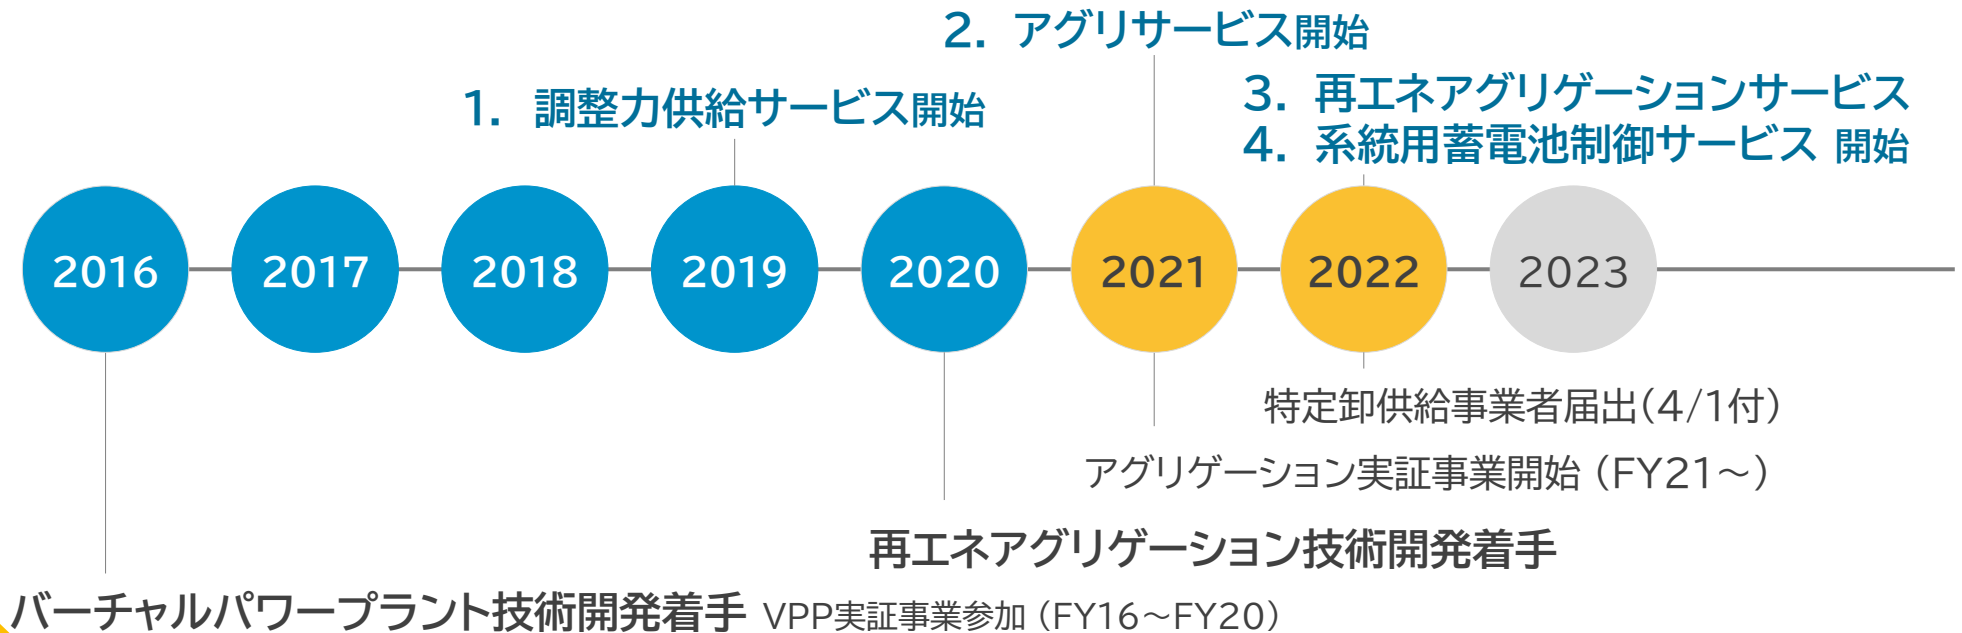 2. アグリサービス開始
1. 調整力供給サービス開始
3. 再エネアグリゲーションサービス
4. 系統用蓄電池制御サービス 開始
2016
2017
2018
2019
2020
2021
2022
2023
特定卸供給事業者届出(4/1付)
アグリゲーション実証事業開始 (FY21～)
再エネアグリゲーション技術開発着手
バーチャルパワープラント技術開発着手 VPP実証事業参加 (FY16～FY20)